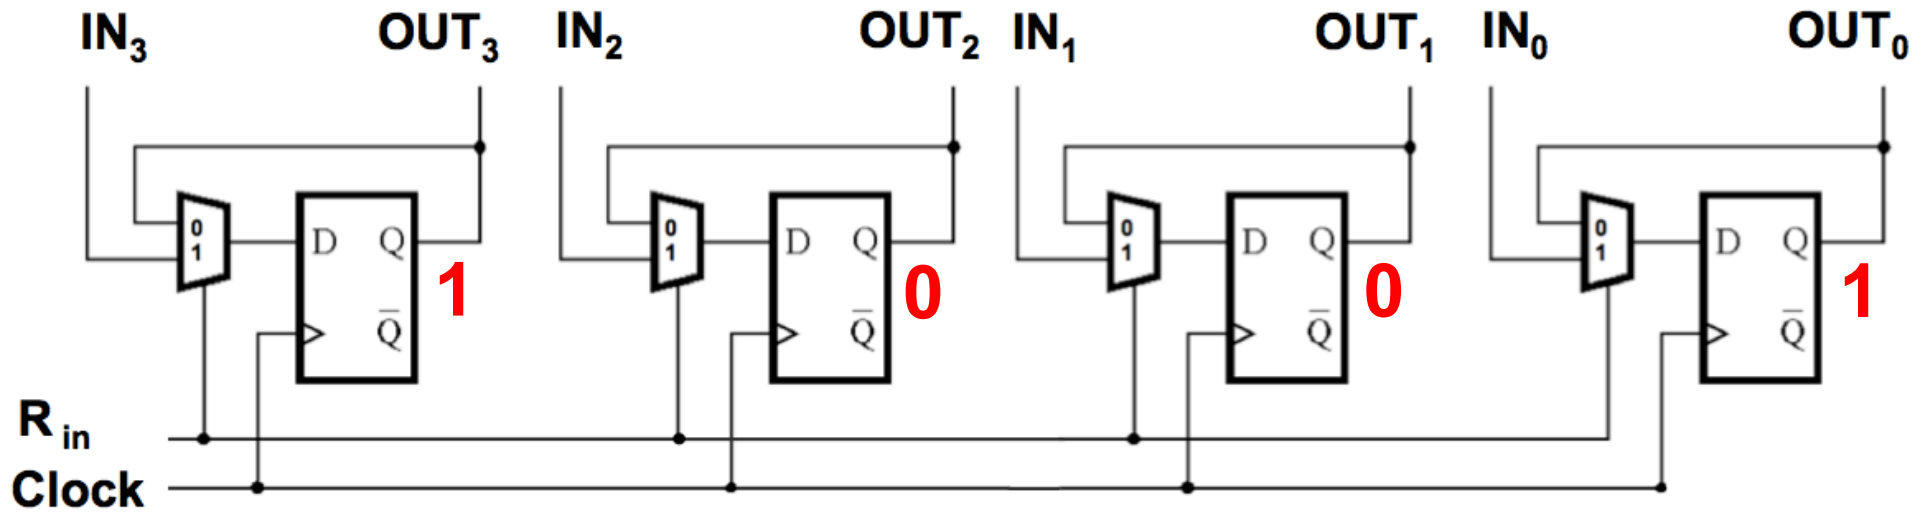 IN₃ OUT₃ IN₂ OUT₂ IN₁ OUT₁ IN₀ OUT₀
0 0 0 0
D Q D Q D Q D Q
1 1 1 1
1 0 0 1
Q̅ Q̅ Q̅ Q̅
R in
Clock